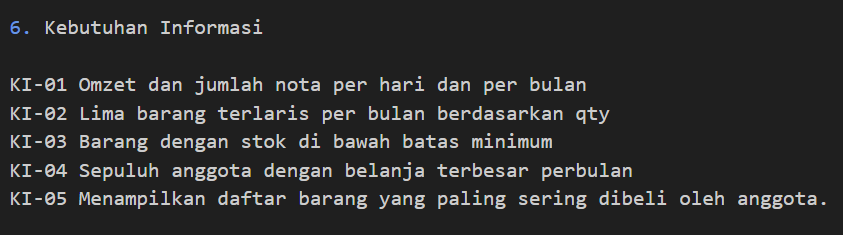 6. Kebutuhan Informasi
KI-01 Omzet dan jumlah nota per hari dan per bulan
KI-02 Lima barang terlaris per bulan berdasarkan qty
KI-03 Barang dengan stok di bawah batas minimum
KI-04 Sepuluh anggota dengan belanja terbesar perbulan
KI-05 Menampilkan daftar barang yang paling sering dibeli oleh anggota.